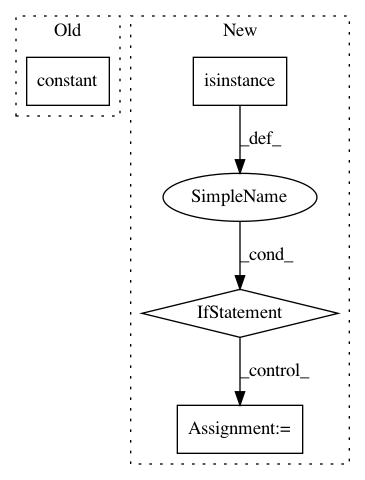 Old
New
constant
isinstance
_def_
SimpleName
_cond_
IfStatement
_control_
Assignment:=